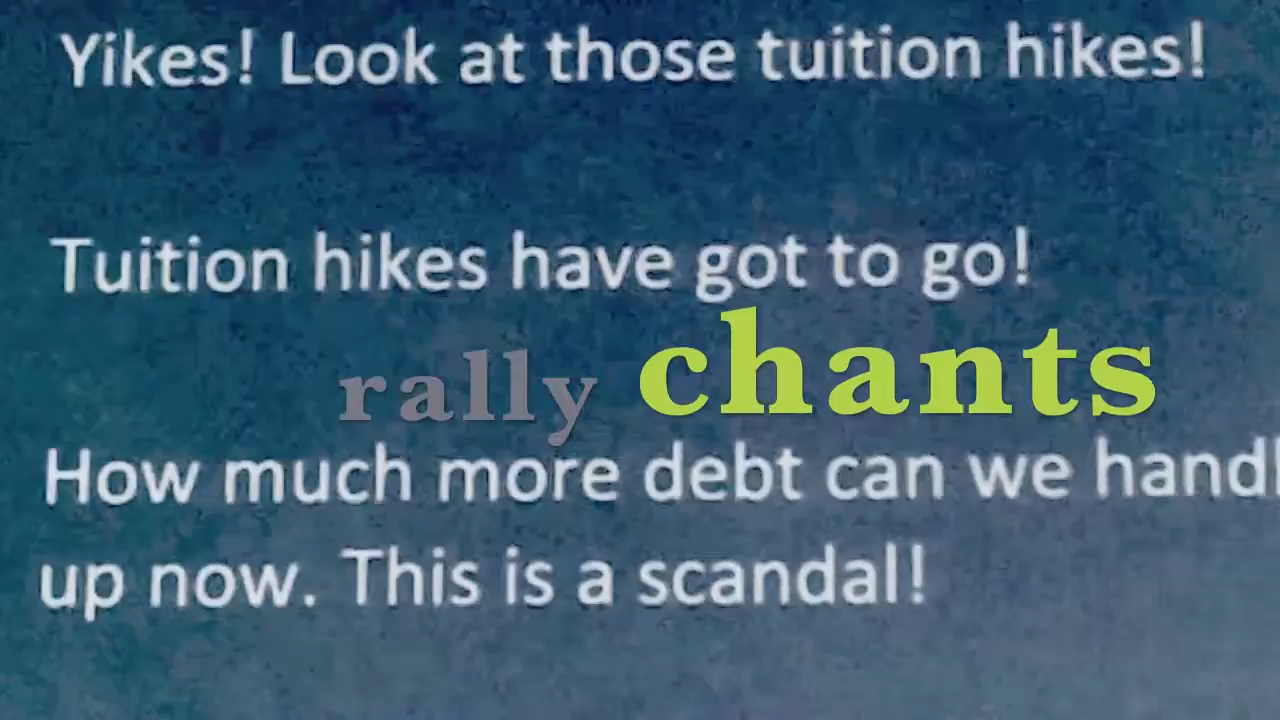 Yikes! Look at those tuition hikes!
Tuition hikes have got to go!
rally chants
How much more debt can we
up now. This is a scandal!